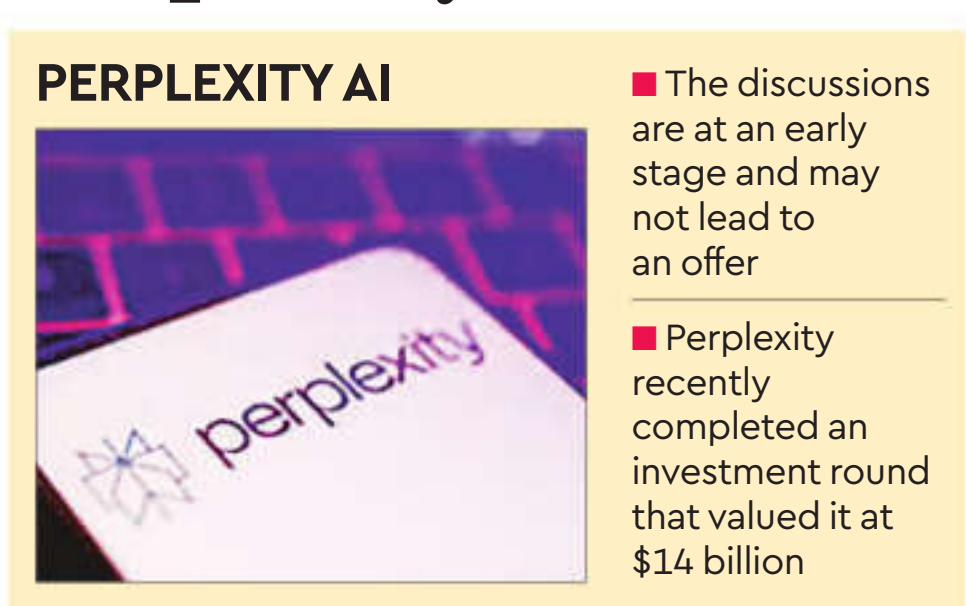 PERPLEXITY AI
perplexity
■ The discussions
are at an early
stage and may
not lead to
an offer
■ Perplexity
recently
completed an
investment round
that valued it at
$14 billion